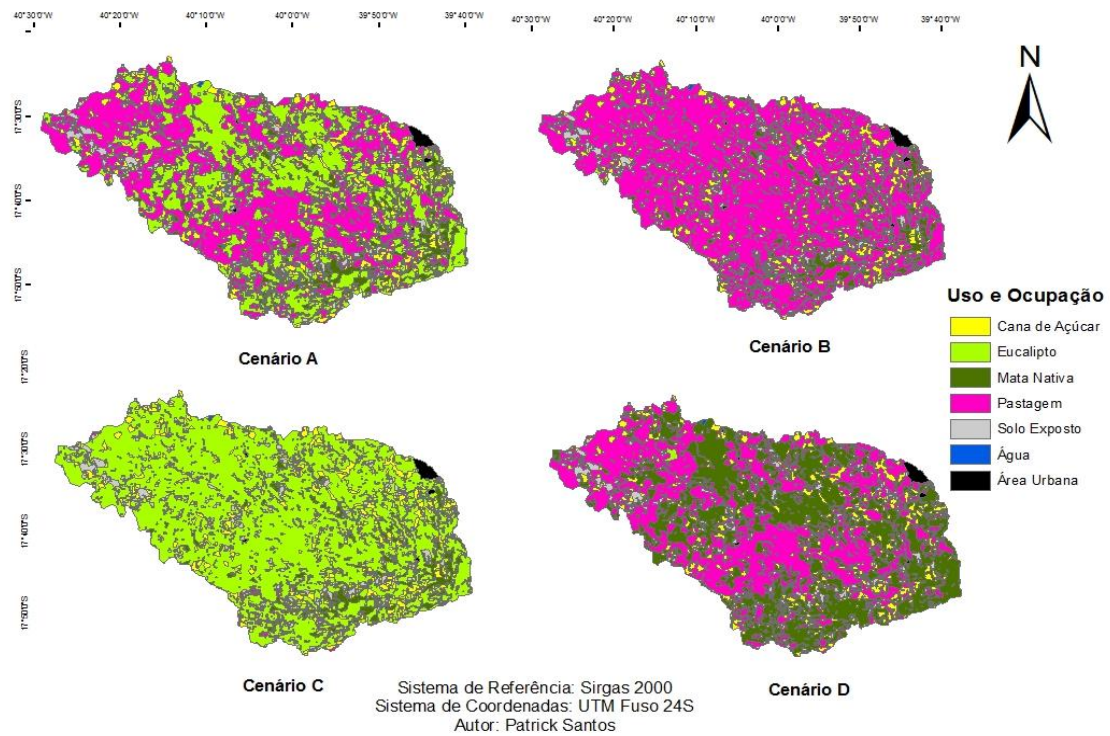 40°30'0"W 40°20'0"W 40°10'0"W 40°0'0"W 39°50'0"W 39°40'0"W
40°30'0"W 40°20'0"W 40°10'0"W 40°0'0"W 39°50'0"W 39°40'0"W
N
17°30'0"S
17°40'0"S
17°50'0"S
Cenário A
Cenário B
Uso e Ocupação
Cana de Açúcar
Eucalipto
Mata Nativa
Pastagem
Solo Exposto
Água
Área Urbana
17°20'0"S
17°30'0"S
17°40'0"S
17°50'0"S
Cenário C
Cenário D
Sistema de Referência: Sirgas 2000
Sistema de Coordenadas: UTM Fuso 24S
Autor: Patrick Santos